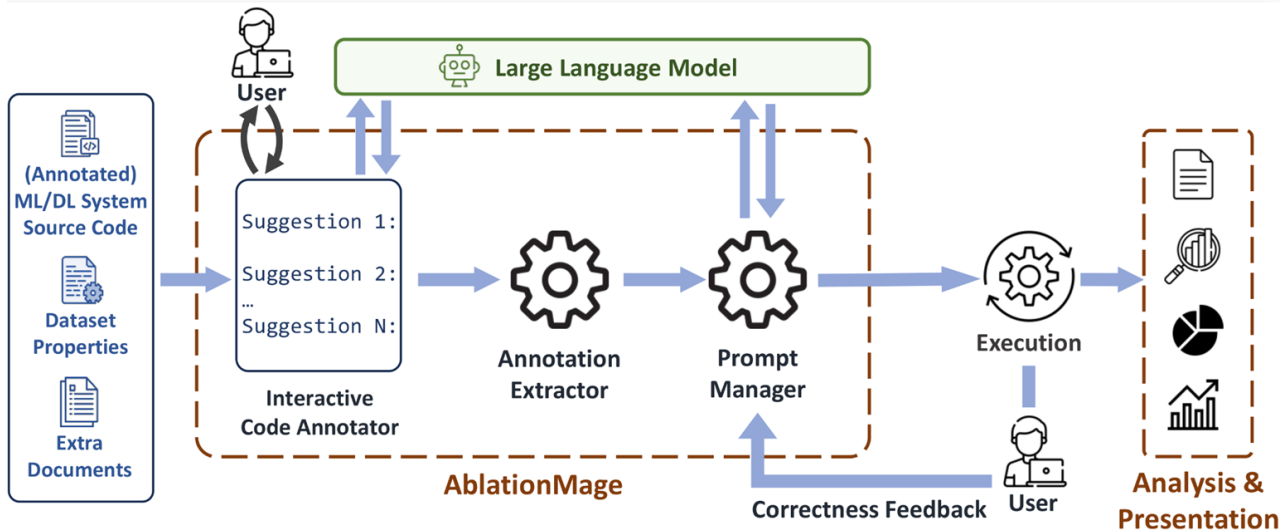 User
Large Language Model
(Annotated)
ML/DL System
Source Code
Dataset
Properties
Extra
Documents
Suggestion 1:
Suggestion 2:
…
Suggestion N:
Interactive
Code Annotator
Annotation
Extractor
Prompt
Manager
AblationMage
Execution
User
Correctness Feedback
Analysis &
Presentation